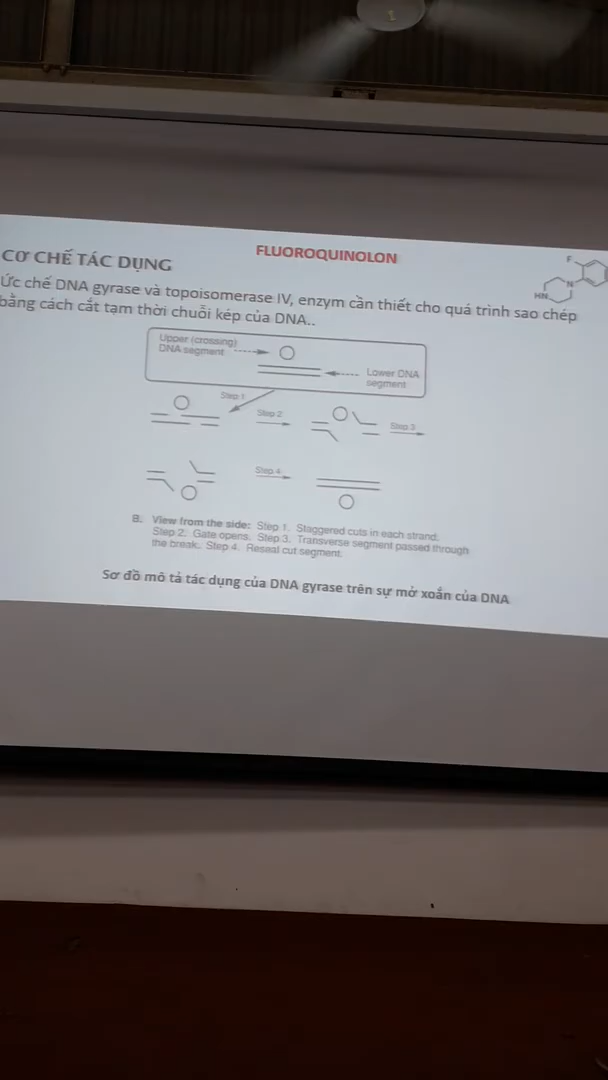 FLUOROQUINOLON
CƠ CHẾ TÁC DỤNG
F
N
HN
Ức chế DNA gyrase và topoisomerase IV, enzym cần thiết cho quá trình sao chép
bằng cách cắt tạm thời chuỗi kép của DNA..
Upper (crossing)
DNA segment
Lower DNA
segment
Step 1
Step 2
Step 3
Step 4
B. View from the side: Step 1. Staggered cuts in each strand.
Step 2. Gate opens. Step 3. Transverse segment passed through
the break. Step 4. Reseal cut segment.
Sơ đồ mô tả tác dụng của DNA gyrase trên sự mở xoắn của DNA